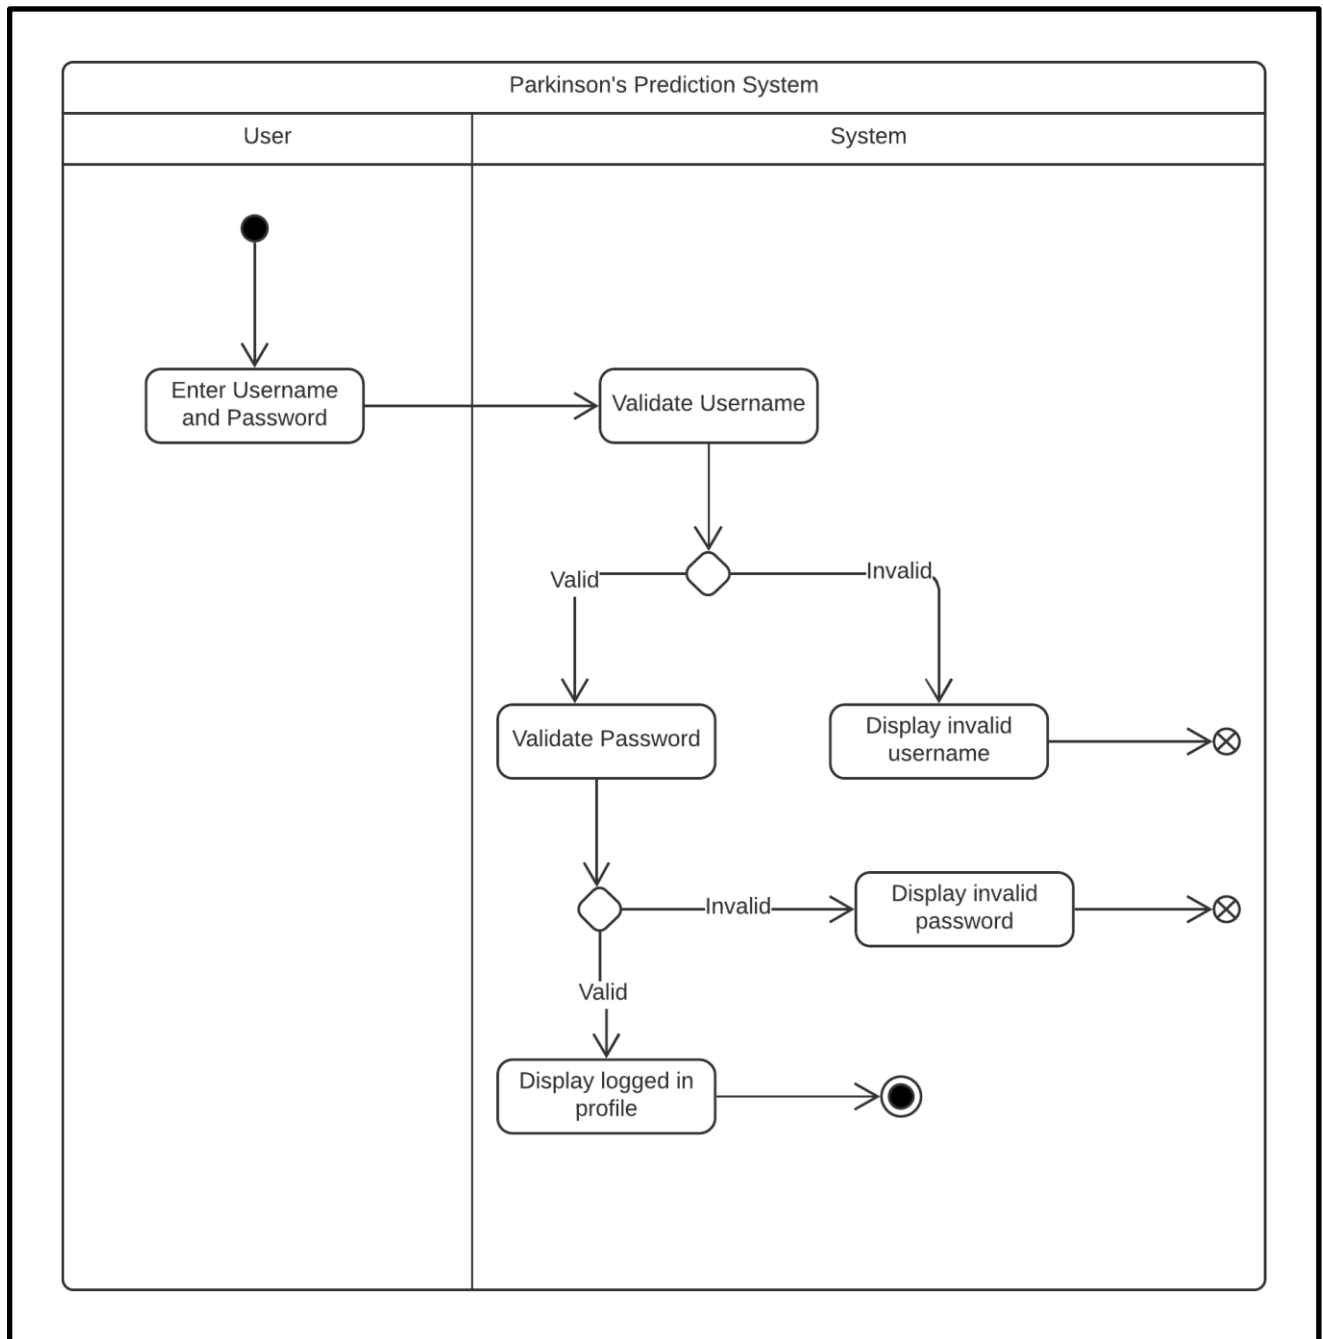 Parkinson's Prediction System
User
System
Enter Username
and Password
Validate Username
Valid
Invalid
Validate Password
Display invalid
username
Invalid
Display invalid
password
Valid
Display logged in
profile